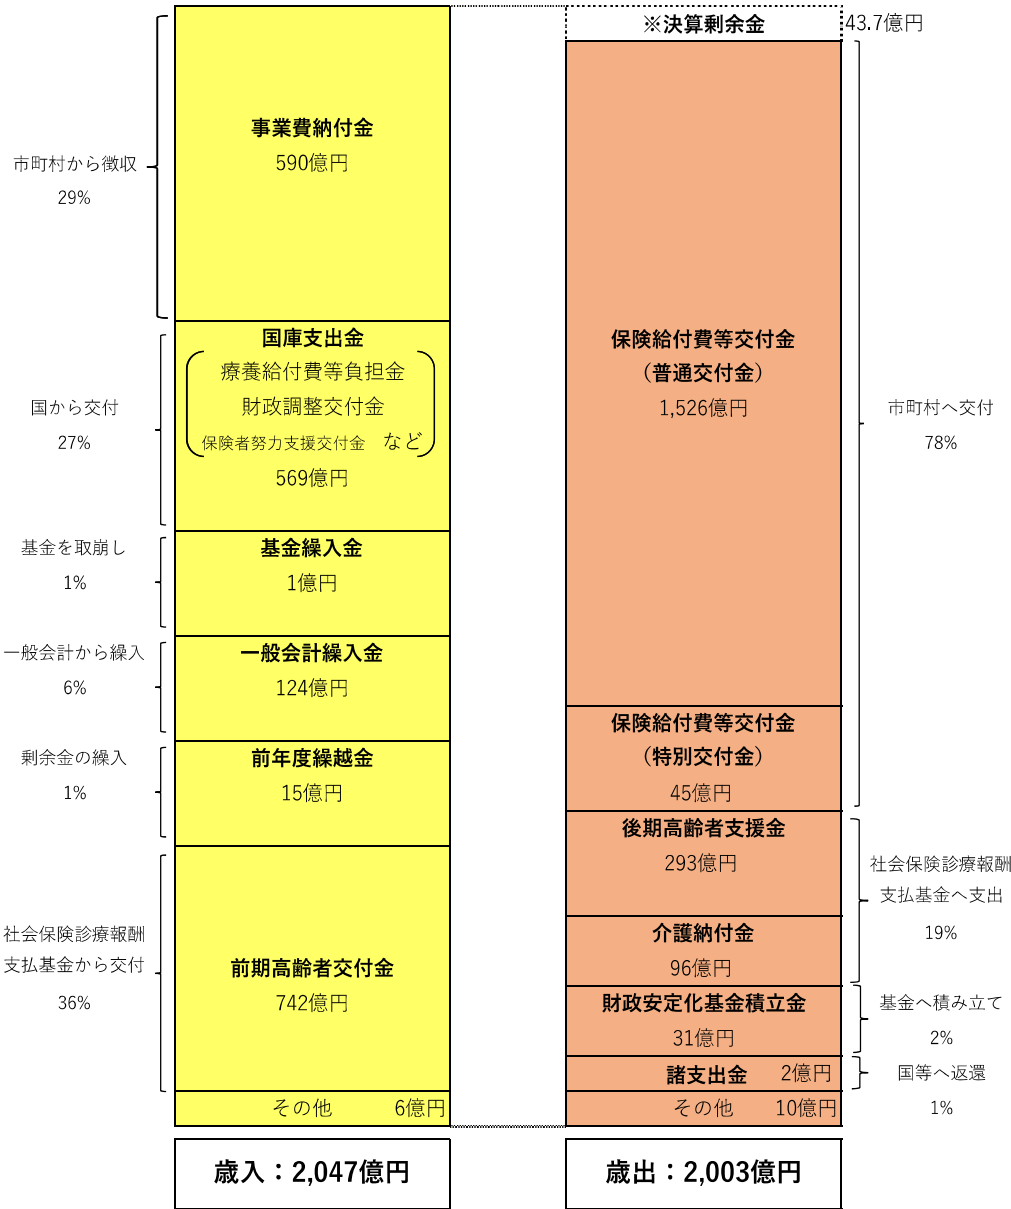 ※決算剰余金
43.7億円
市町村から徴収
29%
事業費納付金
590億円
国から交付
27%
国庫支出金
療養給付費等負担金
財政調整交付金
保険者努力支援交付金 など
569億円
基金を取崩し
1%
基金繰入金
1億円
一般会計から繰入
6%
一般会計繰入金
124億円
剰余金の繰入
1%
前年度繰越金
15億円
社会保険診療報酬
支払基金から交付
36%
前期高齢者交付金
742億円
その他 6億円
歳入：2,047億円
保険給付費等交付金
（普通交付金）
1,526億円
市町村へ交付
78%
保険給付費等交付金
（特別交付金）
45億円
後期高齢者支援金
293億円
社会保険診療報酬
支払基金へ支出
19%
介護納付金
96億円
財政安定化基金積立金
31億円
基金へ積み立て
2%
諸支出金 2億円
国等へ返還
1%
その他 10億円
歳出：2,003億円